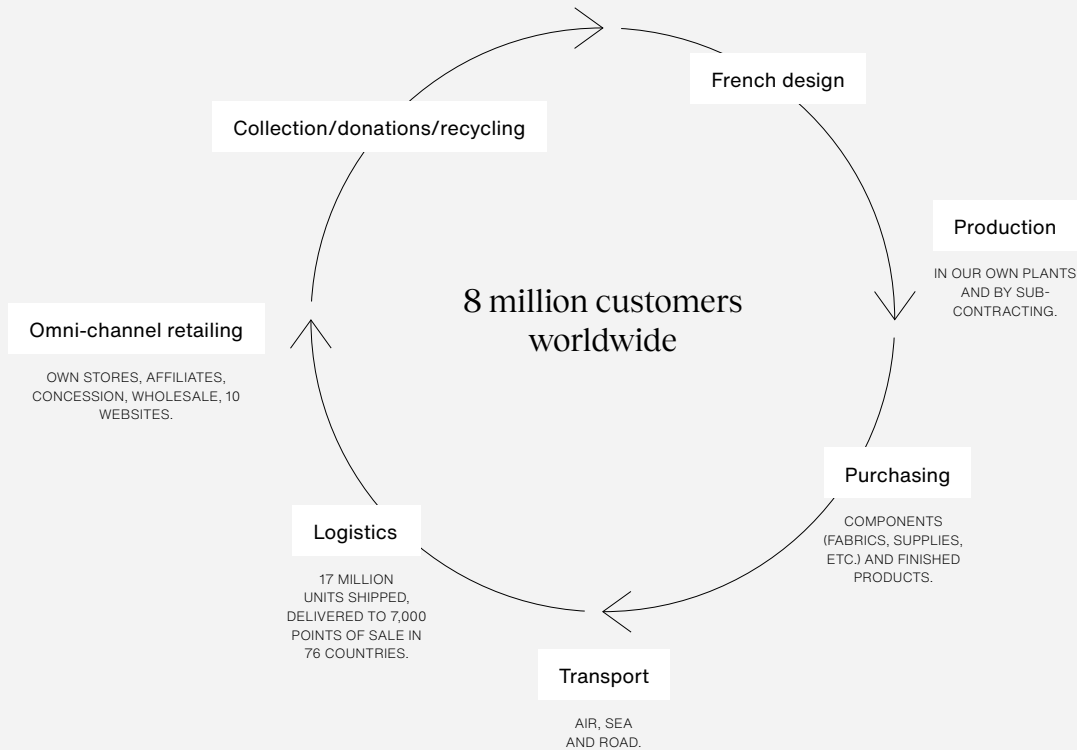 French design
Production
IN OUR OWN PLANTS
AND BY SUB-
CONTRACTING.
Purchasing
COMPONENTS
(FABRICS, SUPPLIES,
ETC.) AND FINISHED
PRODUCTS.
Transport
AIR, SEA
AND ROAD.
Logistics
17 MILLION
UNITS SHIPPED,
DELIVERED TO 7,000
POINTS OF SALE IN
76 COUNTRIES.
Omni-channel retailing
OWN STORES, AFFILIATES,
CONCESSION, WHOLESALE, 10
WEBSITES.
Collection/donations/recycling
8 million customers
worldwide